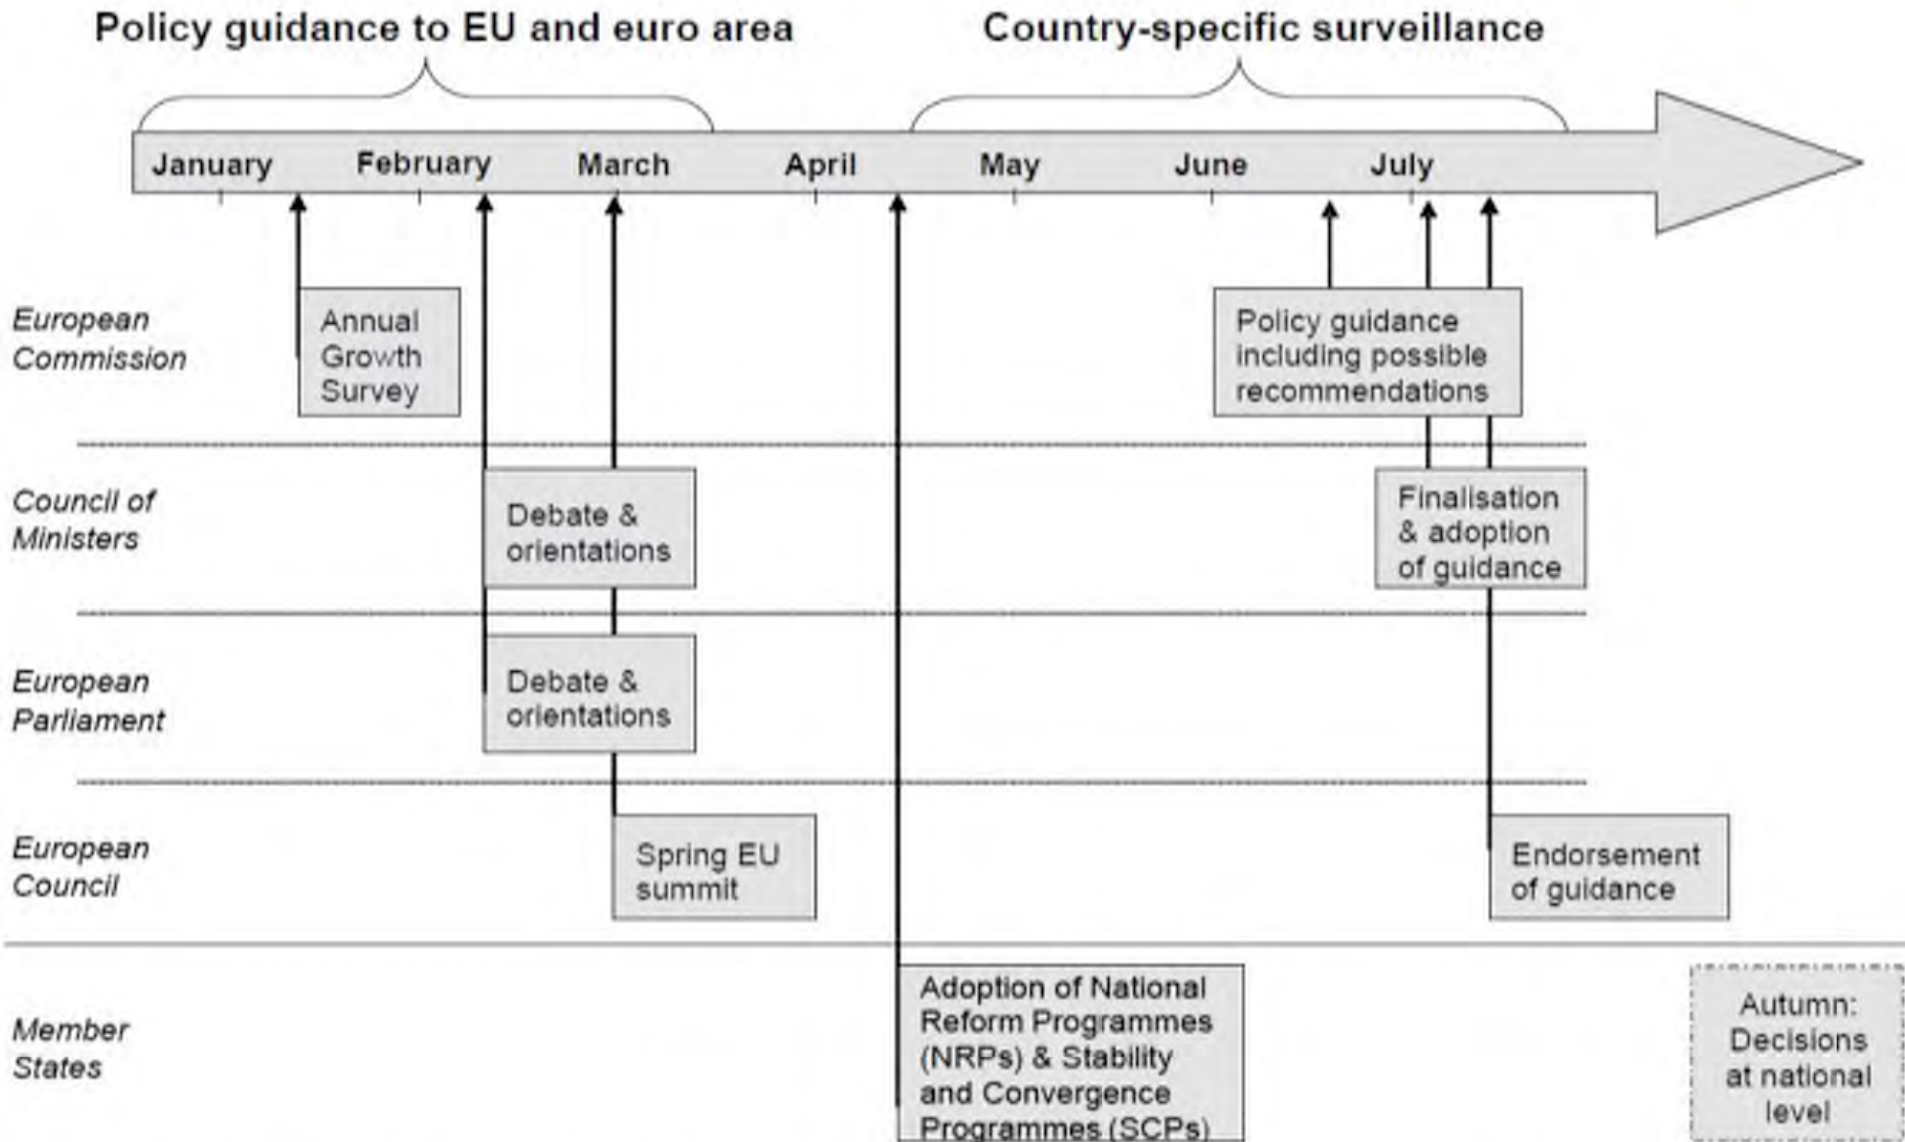 Policy guidance to EU and euro area
Country-specific surveillance
January
February
March
April
May
June
July
European
Commission
Annual
Growth
Survey
Policy guidance
including possible
recommendations
Council of
Ministers
Debate &
orientations
Finalisation
& adoption
of guidance
European
Parliament
Debate &
orientations
European
Council
Spring EU
summit
Endorsement
of guidance
Member
States
Adoption of National
Reform Programmes
(NRPs) & Stability
and Convergence
Programmes (SCPs)
Autumn:
Decisions
at national
level